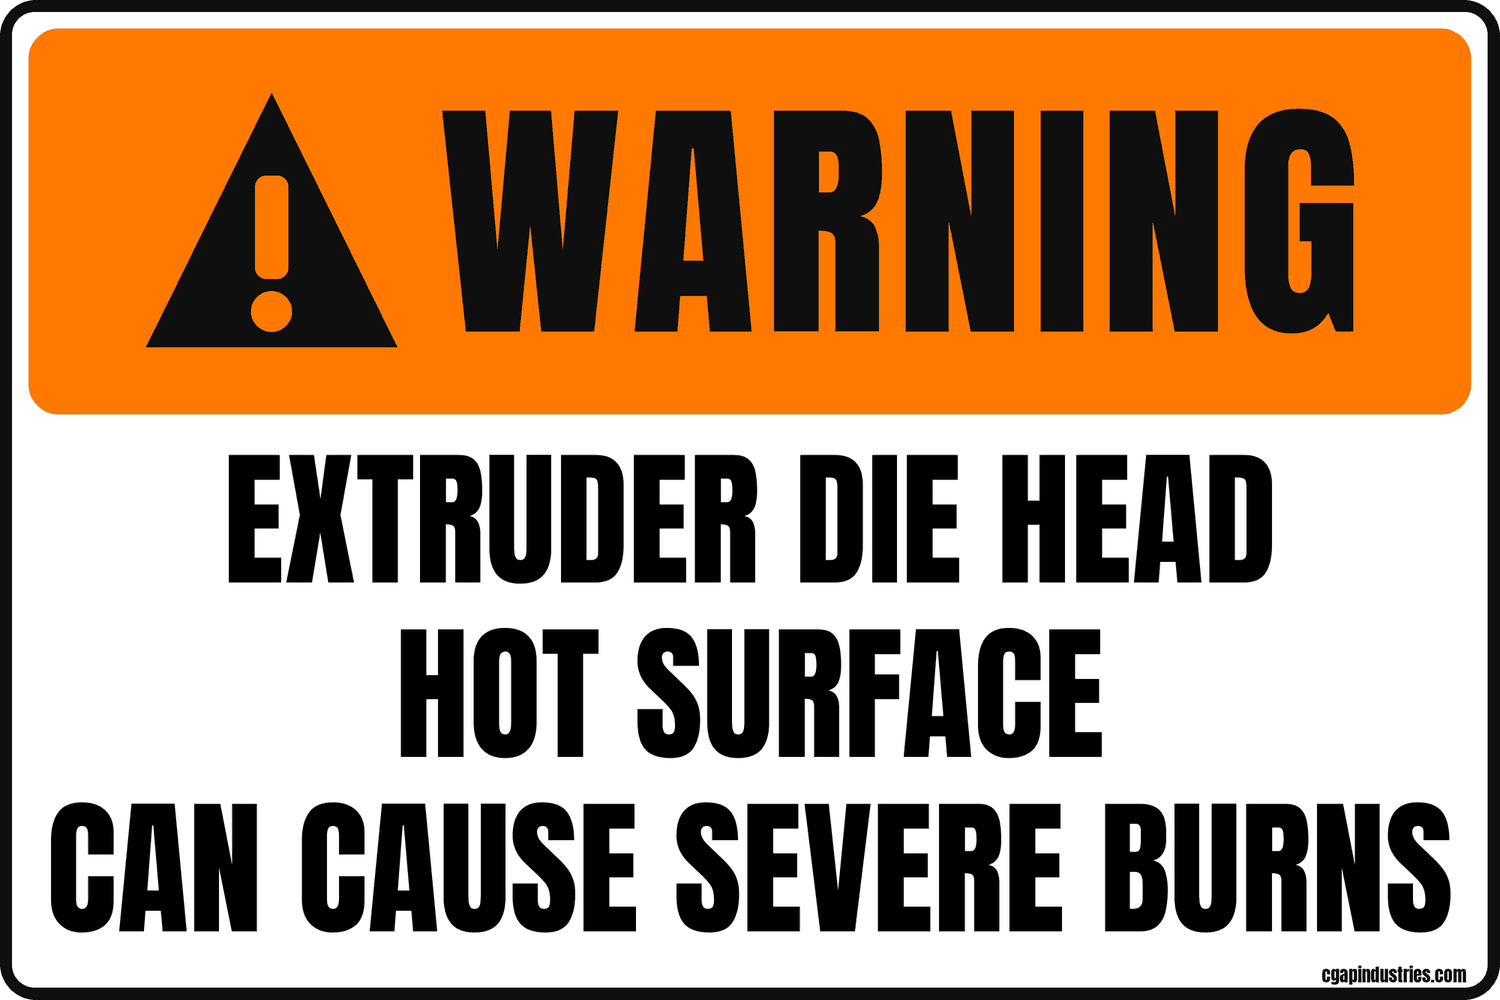 WARNING
EXTRUDER DIE HEAD
HOT SURFACE
CAN CAUSE SEVERE BURNS
cgapindustries.com